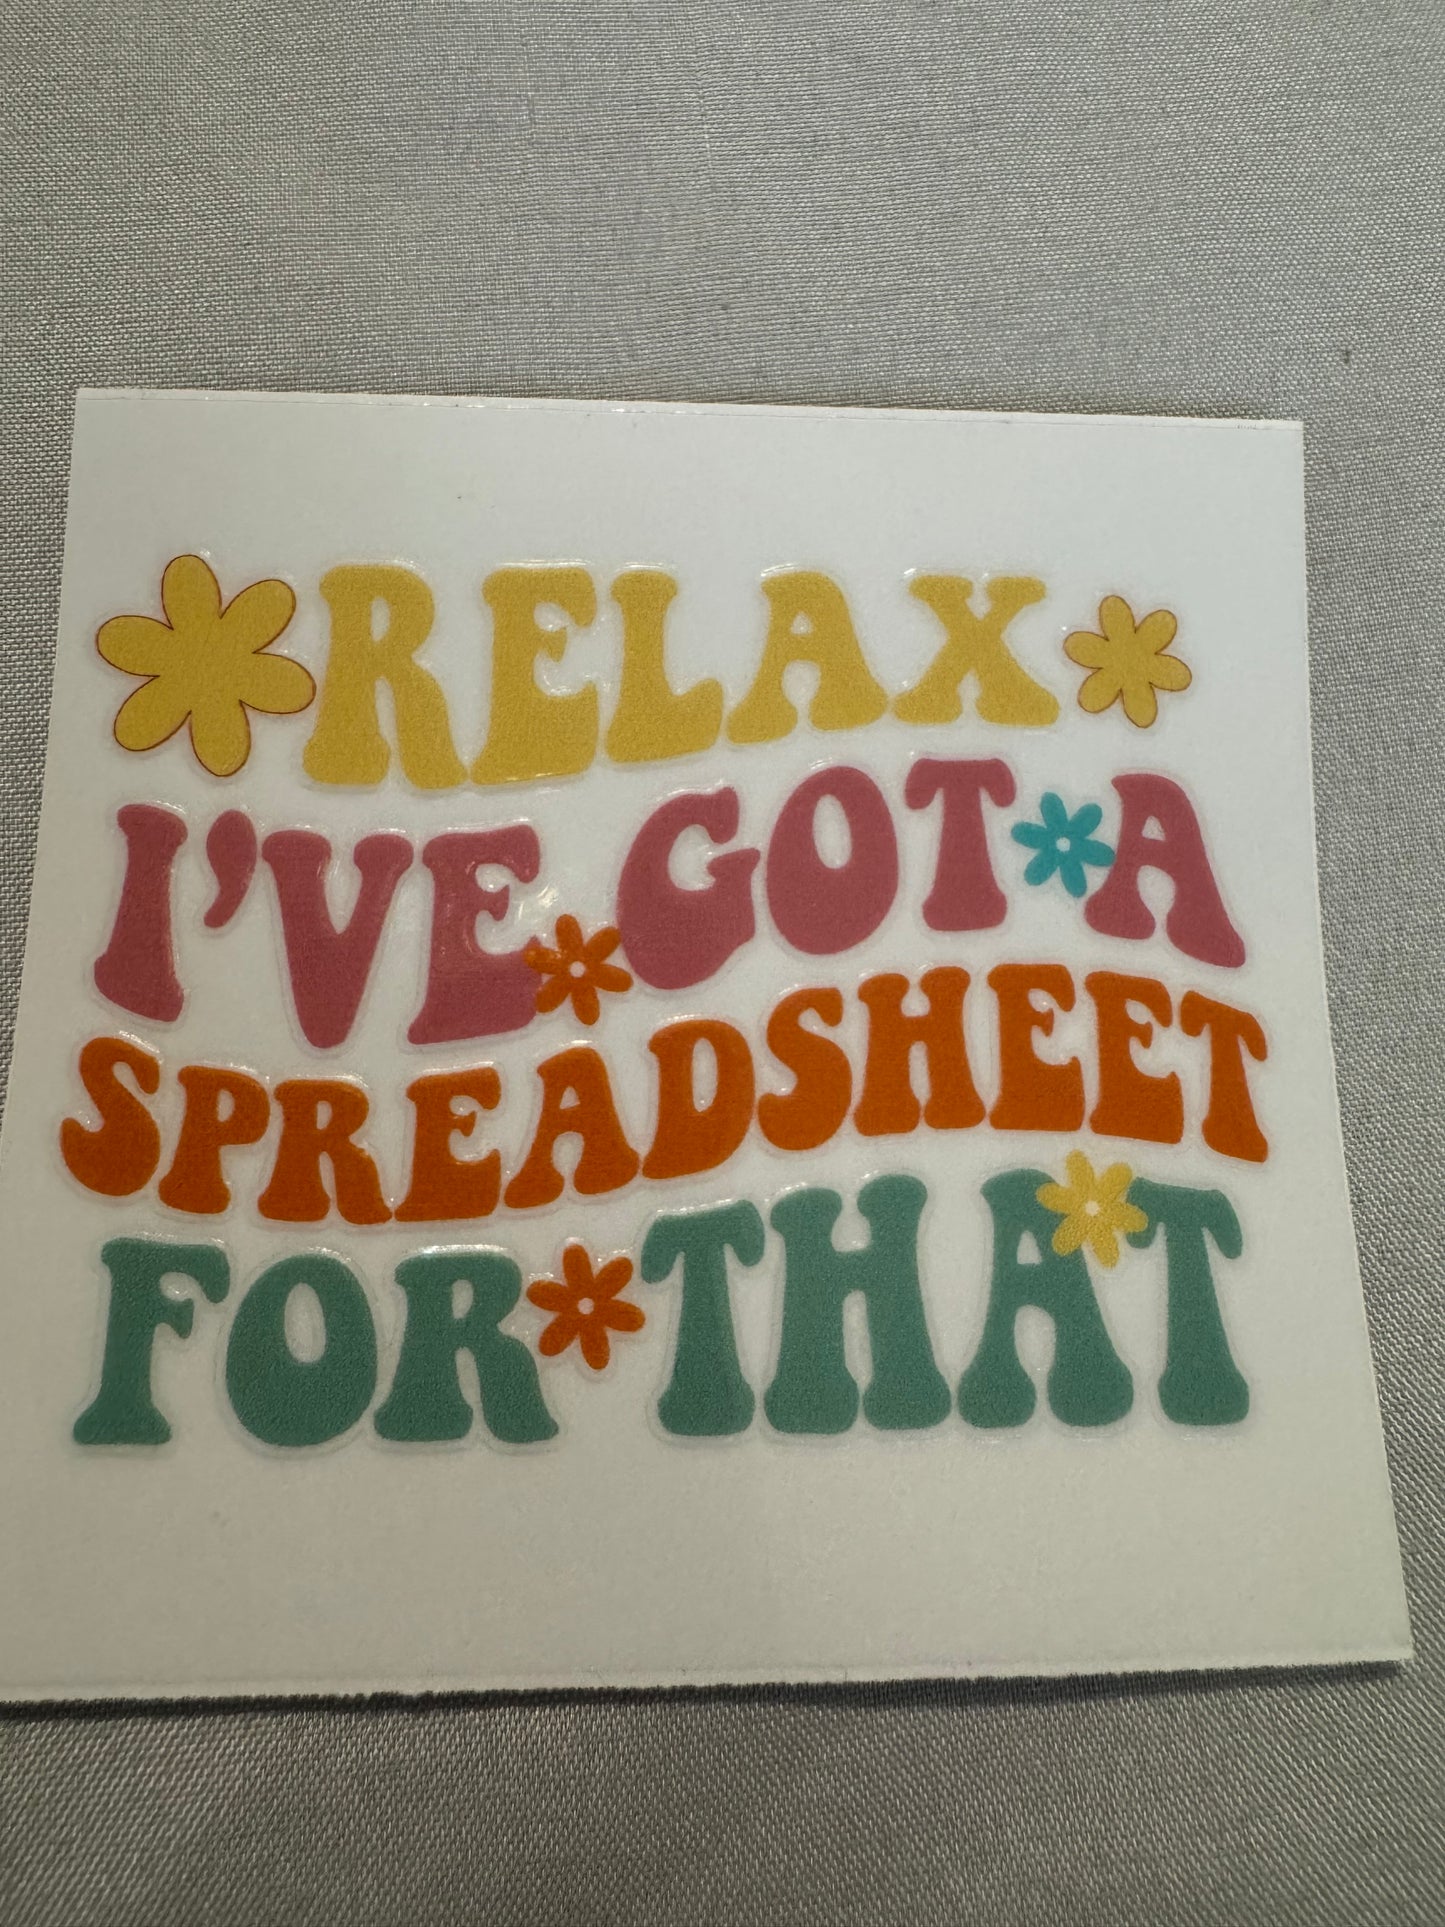 RELAX
I'VE GOT A
SPREADSHEET
FOR THAT